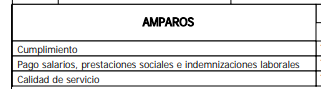 AMPAROS
Cumplimiento
Pago salarios, prestaciones sociales e indemnizaciones laborales
Calidad de servicio